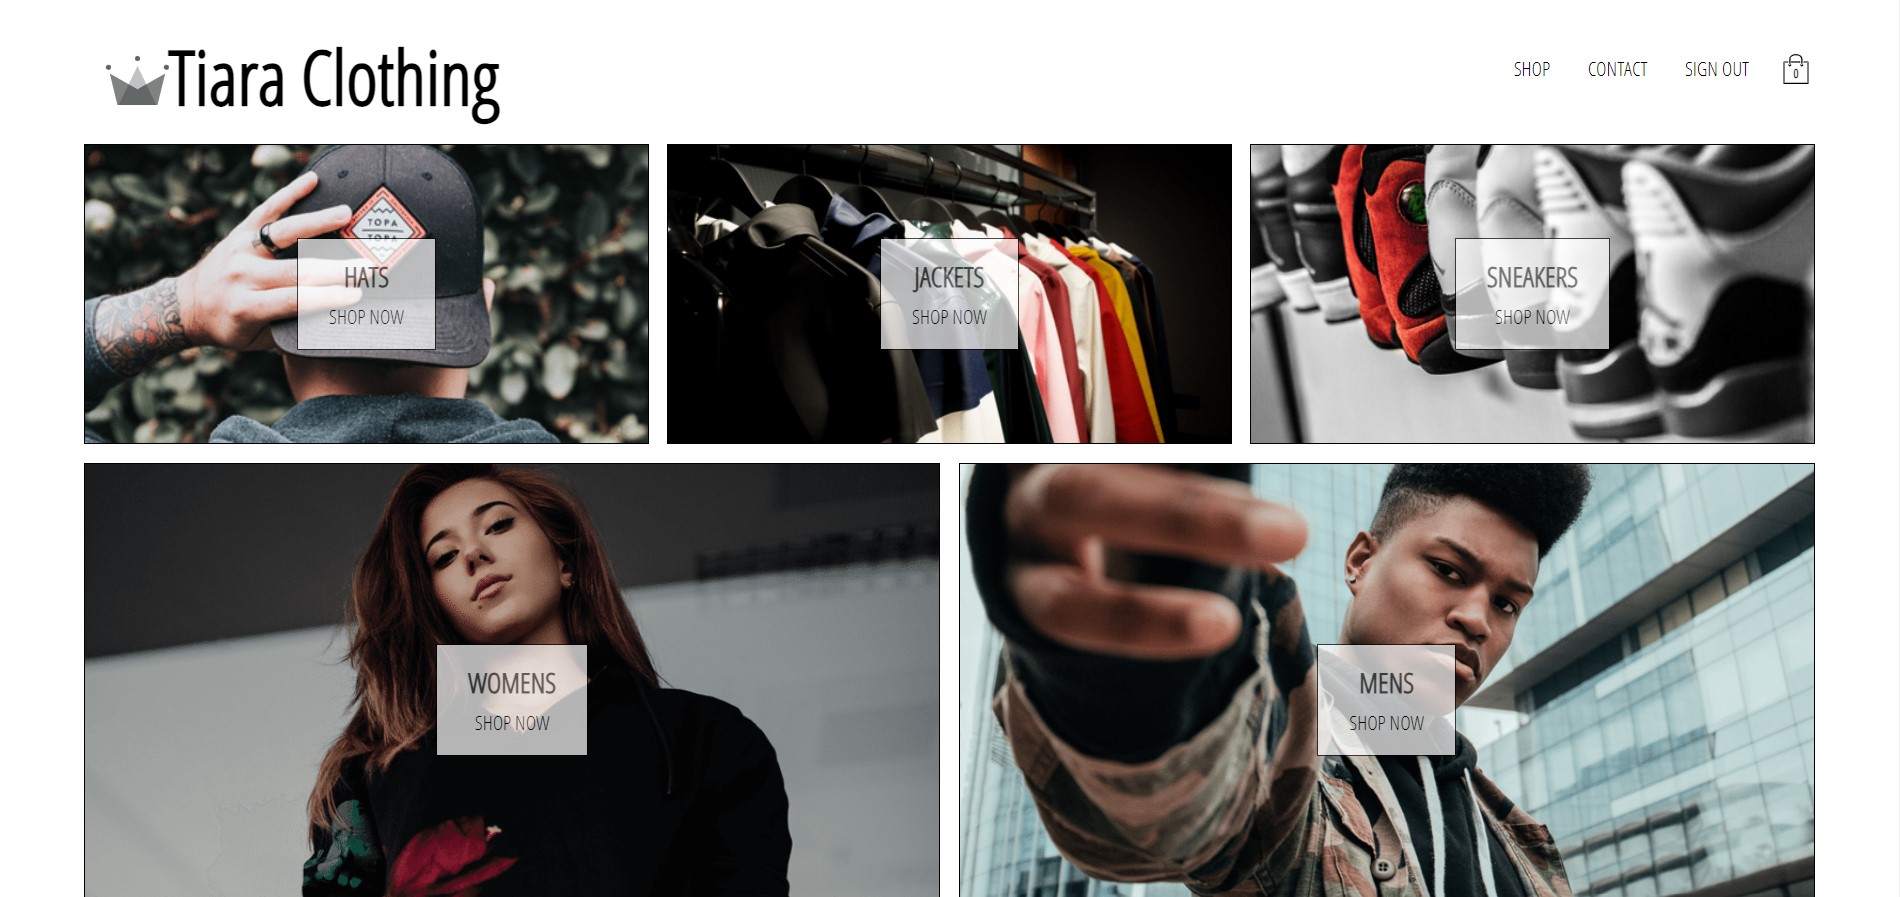 Tiara Clothing
SHOP CONTACT SIGN OUT 0
TOPA
TOPA
HATS
SHOP NOW
JACKETS
SHOP NOW
SNEAKERS
SHOP NOW
WOMENS
SHOP NOW
MENS
SHOP NOW